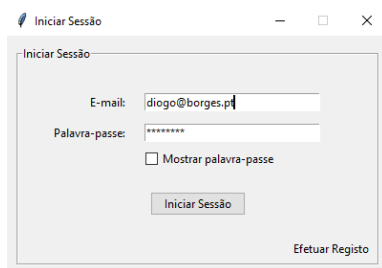 Iniciar Sessão
Iniciar Sessão
E-mail: diogo@borges.pt
Palavra-passe: ********
Mostrar palavra-passe
Iniciar Sessão
Efetuar Registo